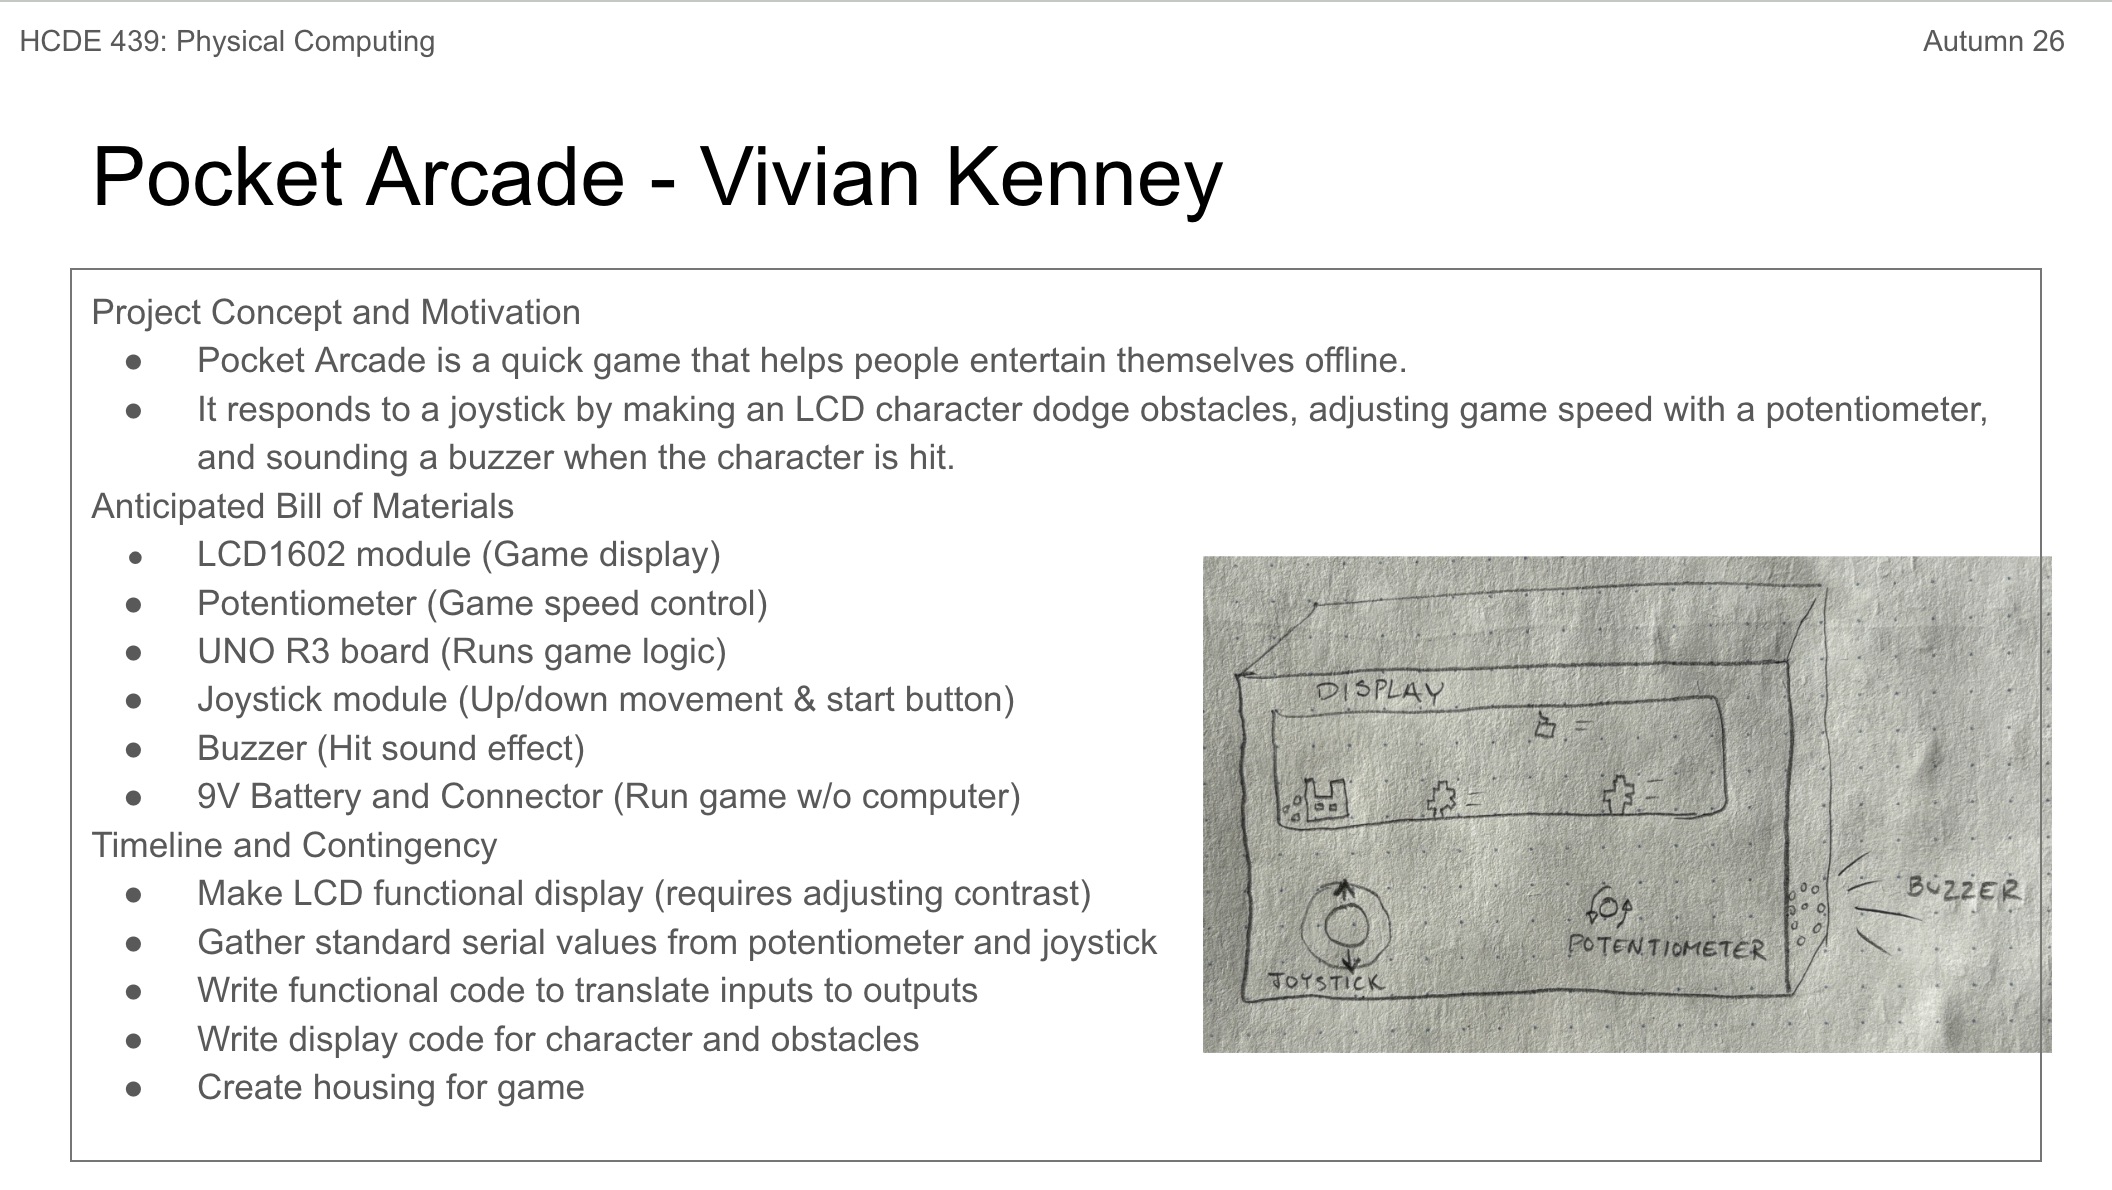 HCDE 439: Physical Computing
Autumn 26
Pocket Arcade - Vivian Kenney
Project Concept and Motivation
● Pocket Arcade is a quick game that helps people entertain themselves offline.
● It responds to a joystick by making an LCD character dodge obstacles, adjusting game speed with a potentiometer,
and sounding a buzzer when the character is hit.
Anticipated Bill of Materials
● LCD1602 module (Game display)
● Potentiometer (Game speed control)
● UNO R3 board (Runs game logic)
● Joystick module (Up/down movement & start button)
● Buzzer (Hit sound effect)
● 9V Battery and Connector (Run game w/o computer)
Timeline and Contingency
● Make LCD functional display (requires adjusting contrast)
● Gather standard serial values from potentiometer and joystick
● Write functional code to translate inputs to outputs
● Write display code for character and obstacles
● Create housing for game
DISPLAY
BUZZER
POTENTIOMETER
JOYSTICK